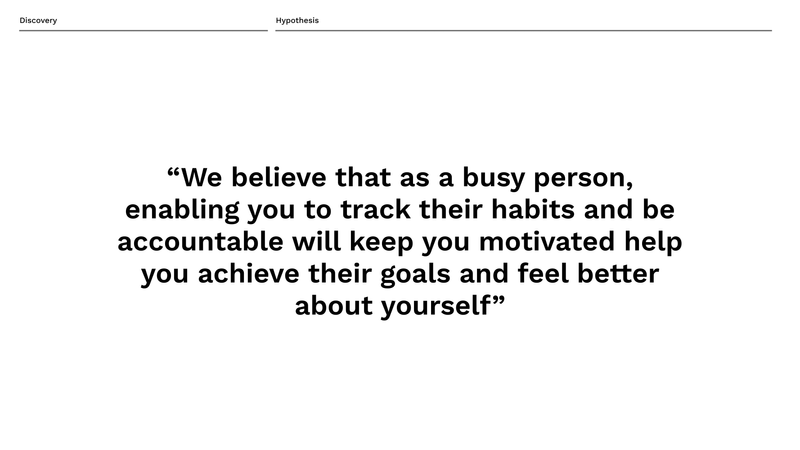 Discovery
Hypothesis
“We believe that as a busy person,
enabling you to track their habits and be
accountable will keep you motivated help
you achieve their goals and feel better
about yourself”